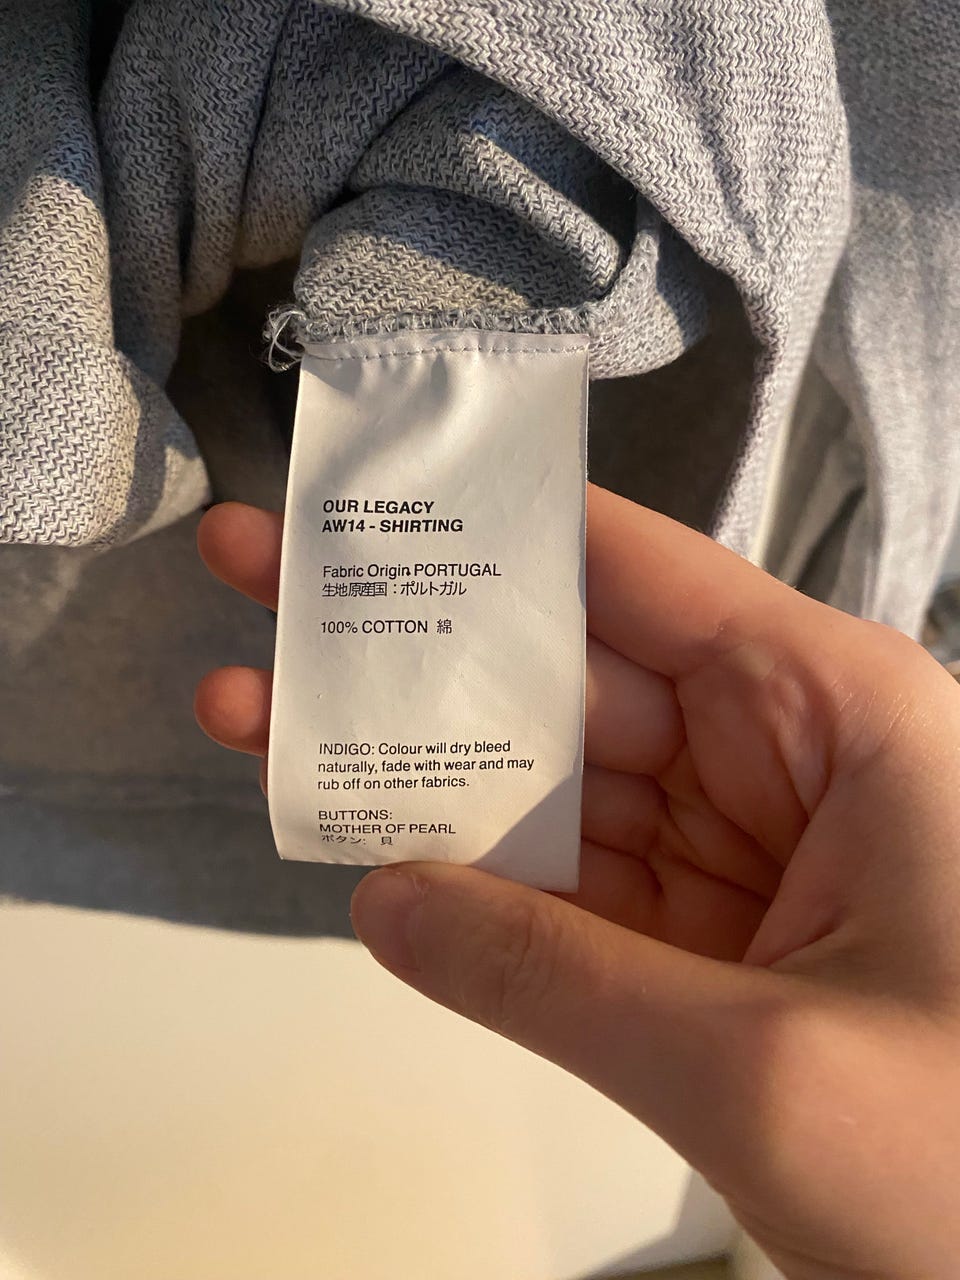 OUR LEGACY
AW14 - SHIRTING
Fabric Origin PORTUGAL
生地原産国：ポルトガル
100% COTTON 綿
INDIGO: Colour will dry bleed
naturally, fade with wear and may
rub off on other fabrics.
BUTTONS:
MOTHER OF PEARL
ボタン: 貝